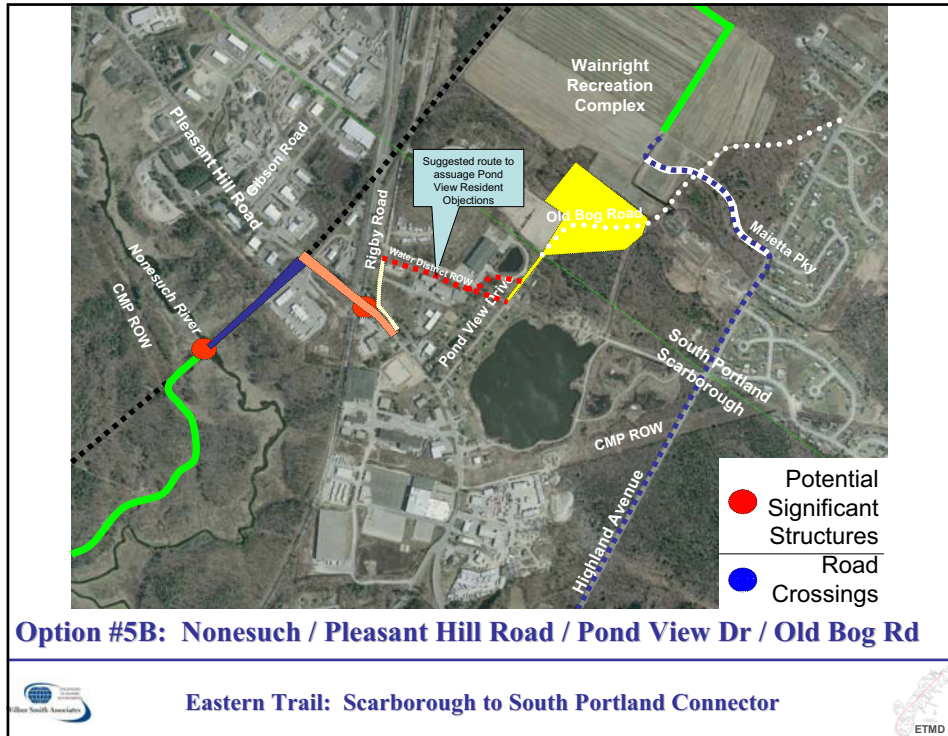 Wainright
Recreation
Complex
Pleasant Hill Road
Gibson Road
Suggested route to
assuage Pond
View Resident
Objections
Rigby Road
Old Bog Road
Water District ROW
Maietta Pky
Nonesuch River
CMP ROW
Pond View Drive
South Portland
Scarborough
CMP ROW
Highland Avenue
Potential
Significant
Structures
Road
Crossings
Option #5B: Nonesuch / Pleasant Hill Road / Pond View Dr / Old Bog Rd
Eastern Trail: Scarborough to South Portland Connector
Wilbur Smith Associates
ETMD